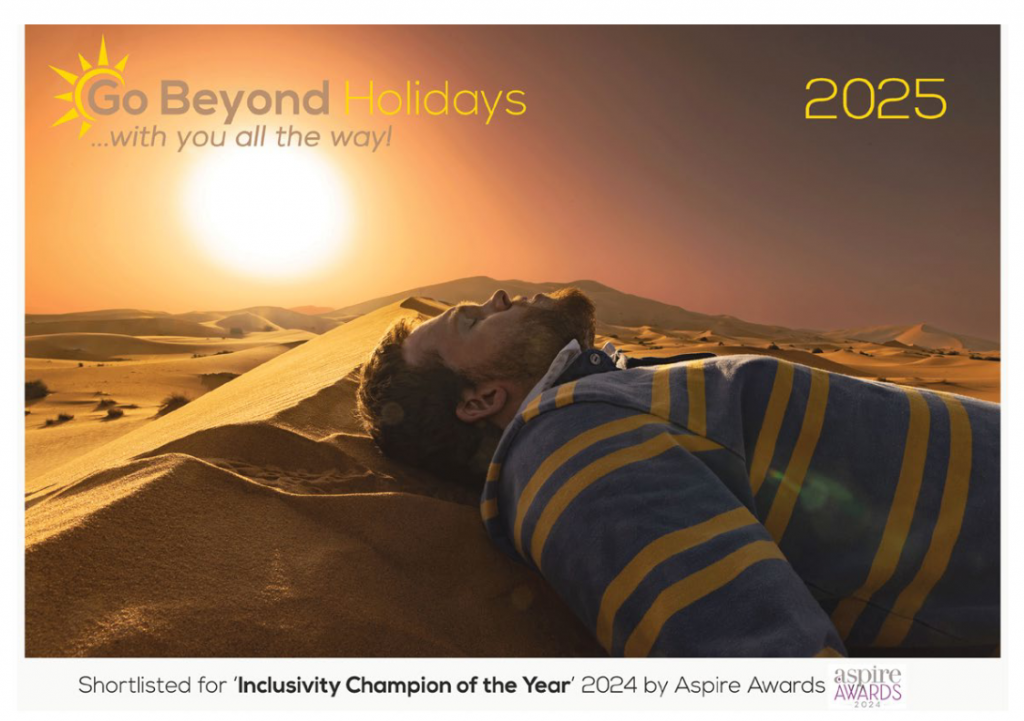 Go Beyond Holidays
2025
...with you all the way!
Shortlisted for 'Inclusivity Champion of the Year' 2024 by Aspire Awards
aspire
AWARDS
2024